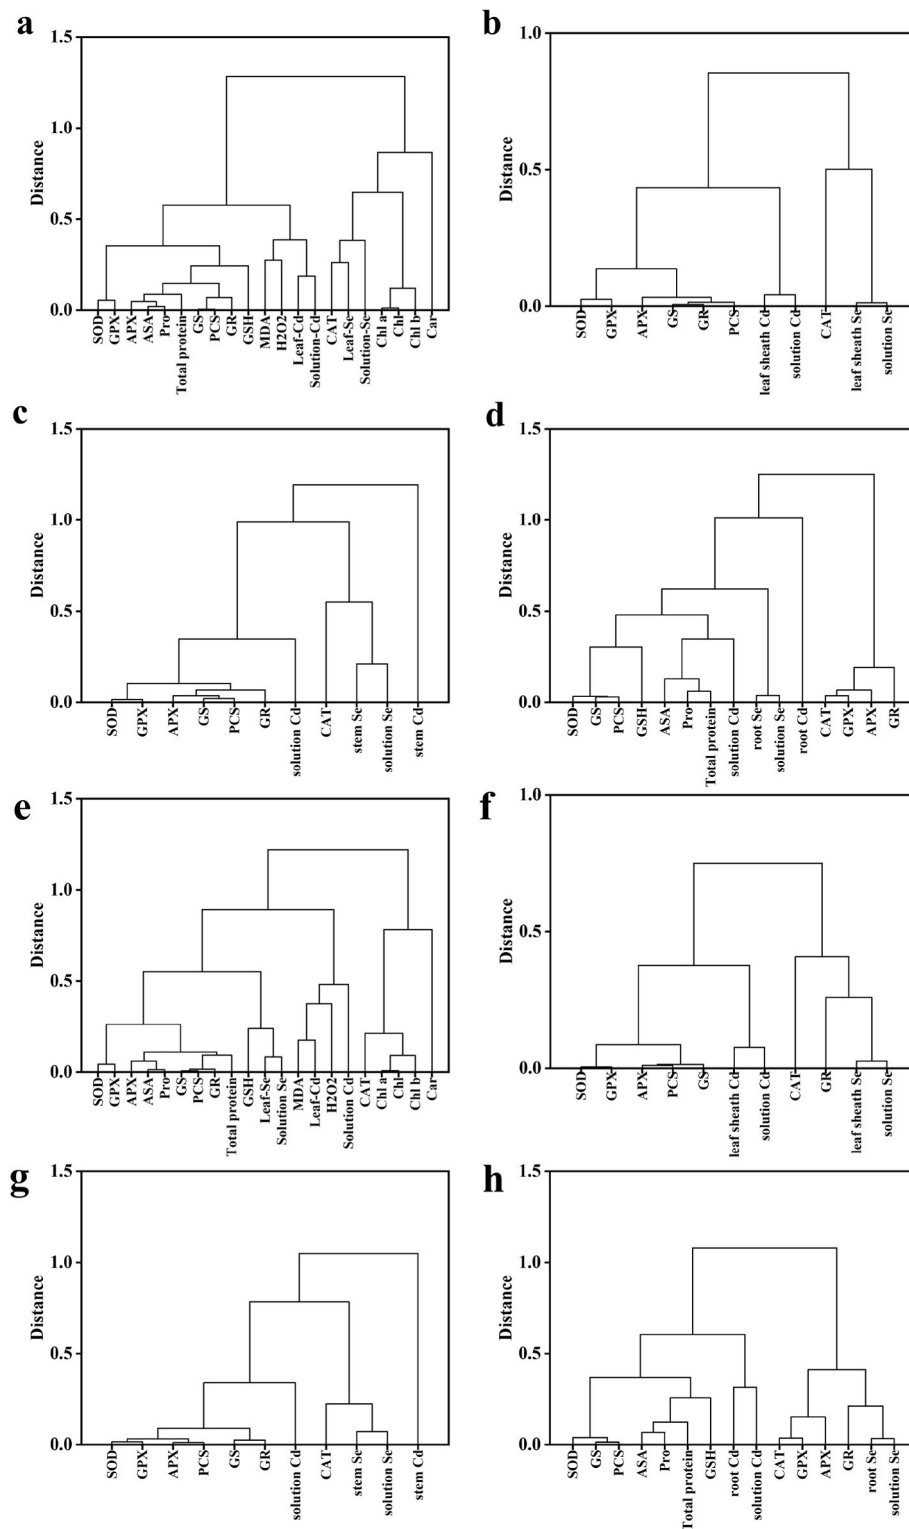 a
1.5
1.0
0.5
0.0
Distance
SOD
GPX
APX
ASA
Pro
Total protein
GS
PCS
GR
GSH
MDA
H2O2
Leaf-Cd
Solution-Cd
CAT
Leaf-Se
Solution-Se
Chl a
Chl
Chl b
Car
b
1.0
0.5
0.0
Distance
SOD
GPX
APX
GS
GR
PCS
leaf sheath Cd
solution Cd
CAT
leaf sheath Se
solution Se
c
1.5
1.0
0.5
0.0
Distance
SOD
GPX
APX
GS
PCS
GR
solution Cd
CAT
stem Se
solution Se
stem Cd
d
1.5
1.0
0.5
0.0
Distance
SOD
GS
PCS
GSH
ASA
Pro
Total protein
solution Cd
root Se
solution Se
root Cd
CAT
GPX
APX
GR
e
1.5
1.0
0.5
0.0
Distance
SOD
GPX
APX
ASA
Pro
GS
PCS
GR
Total protein
GSH
Leaf-Se
Solution Se
MDA
Leaf-Cd
H2O2
Solution Cd
CAT
Chl a
Chl
Chl b
Car
f
1.0
0.5
0.0
Distance
SOD
GPX
APX
PCS
GS
leaf sheath Cd
solution Cd
CAT
GR
leaf sheath Se
solution Se
g
1.5
1.0
0.5
0.0
Distance
SOD
GPX
APX
PCS
GS
GR
solution Cd
CAT
stem Se
solution Se
stem Cd
h
1.5
1.0
0.5
0.0
Distance
SOD
GS
PCS
ASA
Pro
Total protein
GSH
root Cd
solution Cd
CAT
GPX
APX
GR
root Se
solution Se